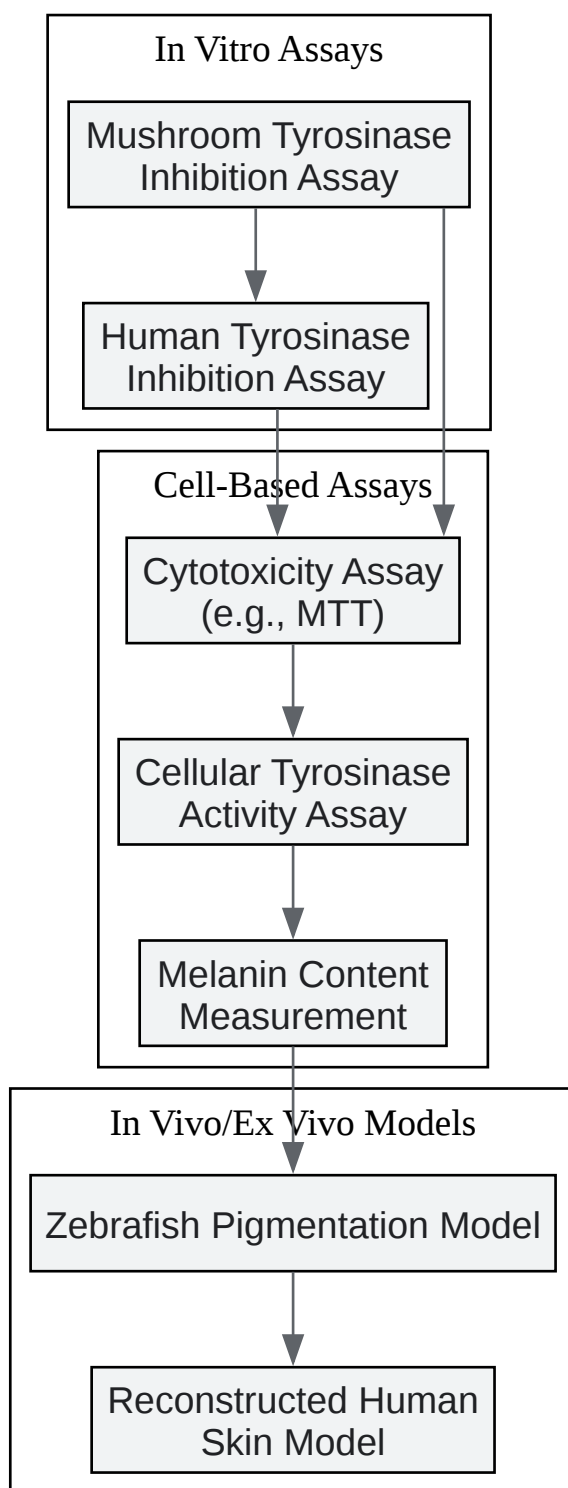 In Vitro Assays
Mushroom Tyrosinase
Inhibition Assay
Human Tyrosinase
Inhibition Assay
Cell-Based Assays
Cytotoxicity Assay
(e.g., MTT)
Cellular Tyrosinase
Activity Assay
Melanin Content
Measurement
In Vivo/Ex Vivo Models
Zebrafish Pigmentation Model
Reconstructed Human
Skin Model